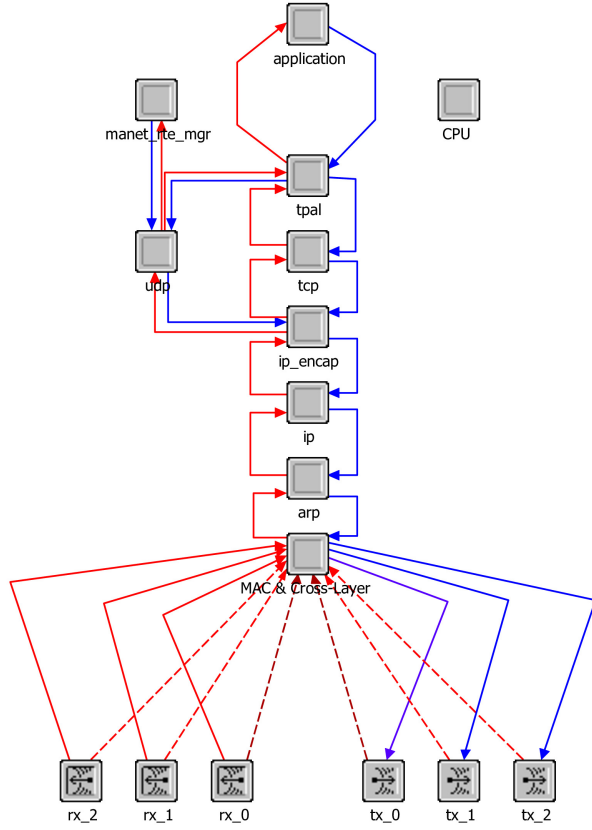 application
manet_rte_mgr
CPU
tpal
udp
tcp
ip_encap
ip
arp
MAC & Cross-Layer
rx_2
rx_1
rx_0
tx_0
tx_1
tx_2